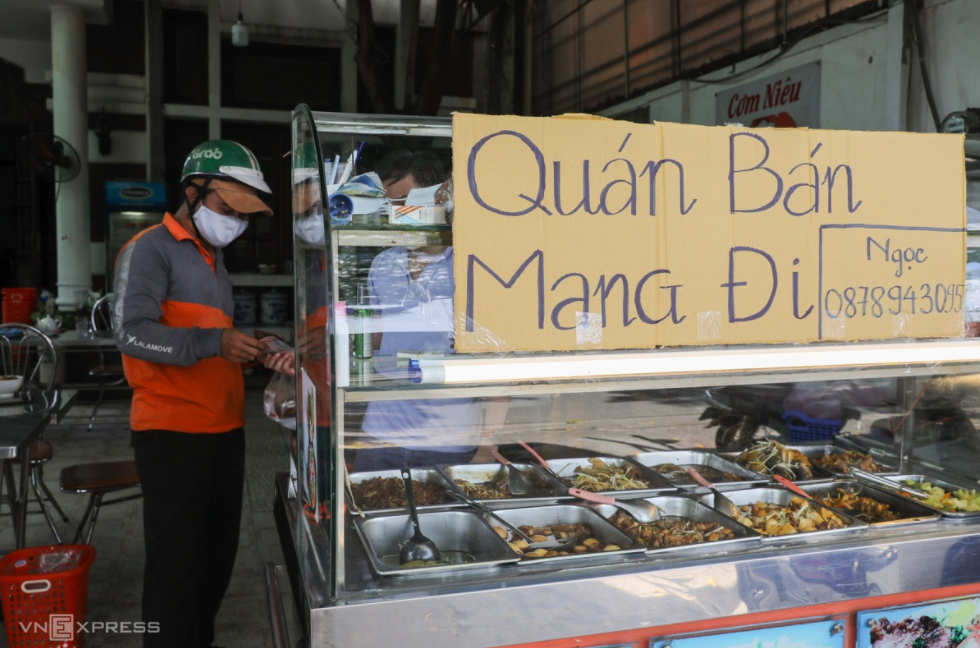 Cơm Niêu
Grab
Quán Bán
Mang Đi
Ngọc
0878943095
LALAMOVE
VNEXPRESS